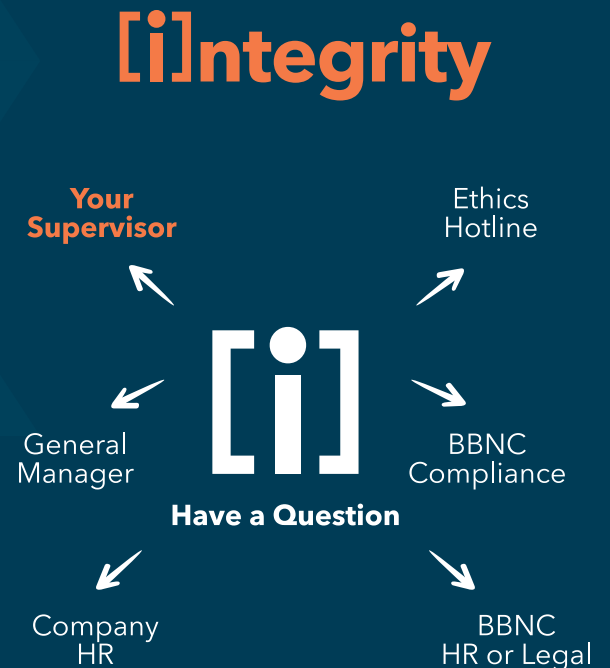 [i]ntegrity
Your
Supervisor
Ethics
Hotline
[i]
General
Manager
BBNC
Compliance
Have a Question
Company
HR
BBNC
HR or Legal